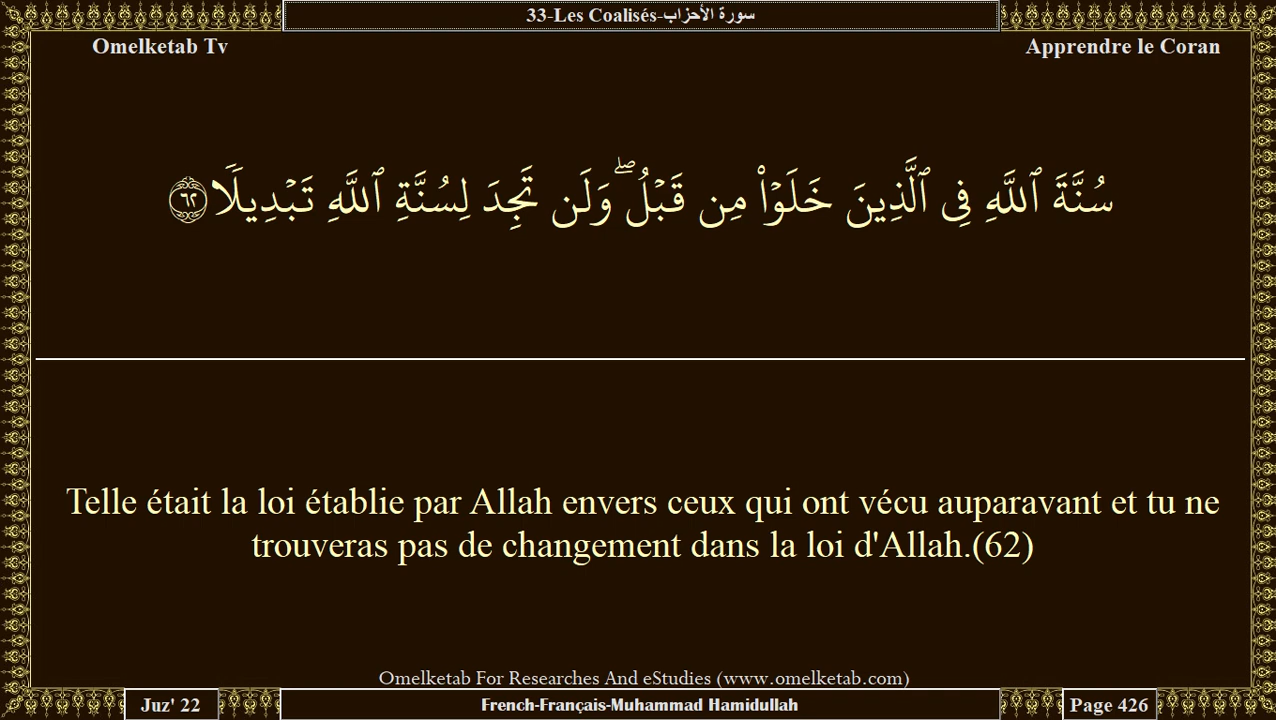 33-Les Coalisés-سورة الأحزاب
Omelketab Tv
Apprendre le Coran
سُنَّةَ ٱللَّهِ فِى ٱلَّذِينَ خَلَوْا۟ مِن قَبْلُ ۖ وَلَن تَجِدَ لِسُنَّةِ ٱللَّهِ تَبْدِيلًا ٦٢
Telle était la loi établie par Allah envers ceux qui ont vécu auparavant et tu ne
trouveras pas de changement dans la loi d'Allah.(62)
Omelketab For Researches And eStudies (www.omelketab.com)
Juz' 22
French-Français-Muhammad Hamidullah
Page 426